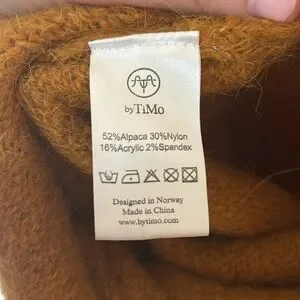 byTiMo
52%Alpaca 30%Nylon
16%Acrylic 2%Spandex
Designed in Norway
Made in China
www.bytimo.com